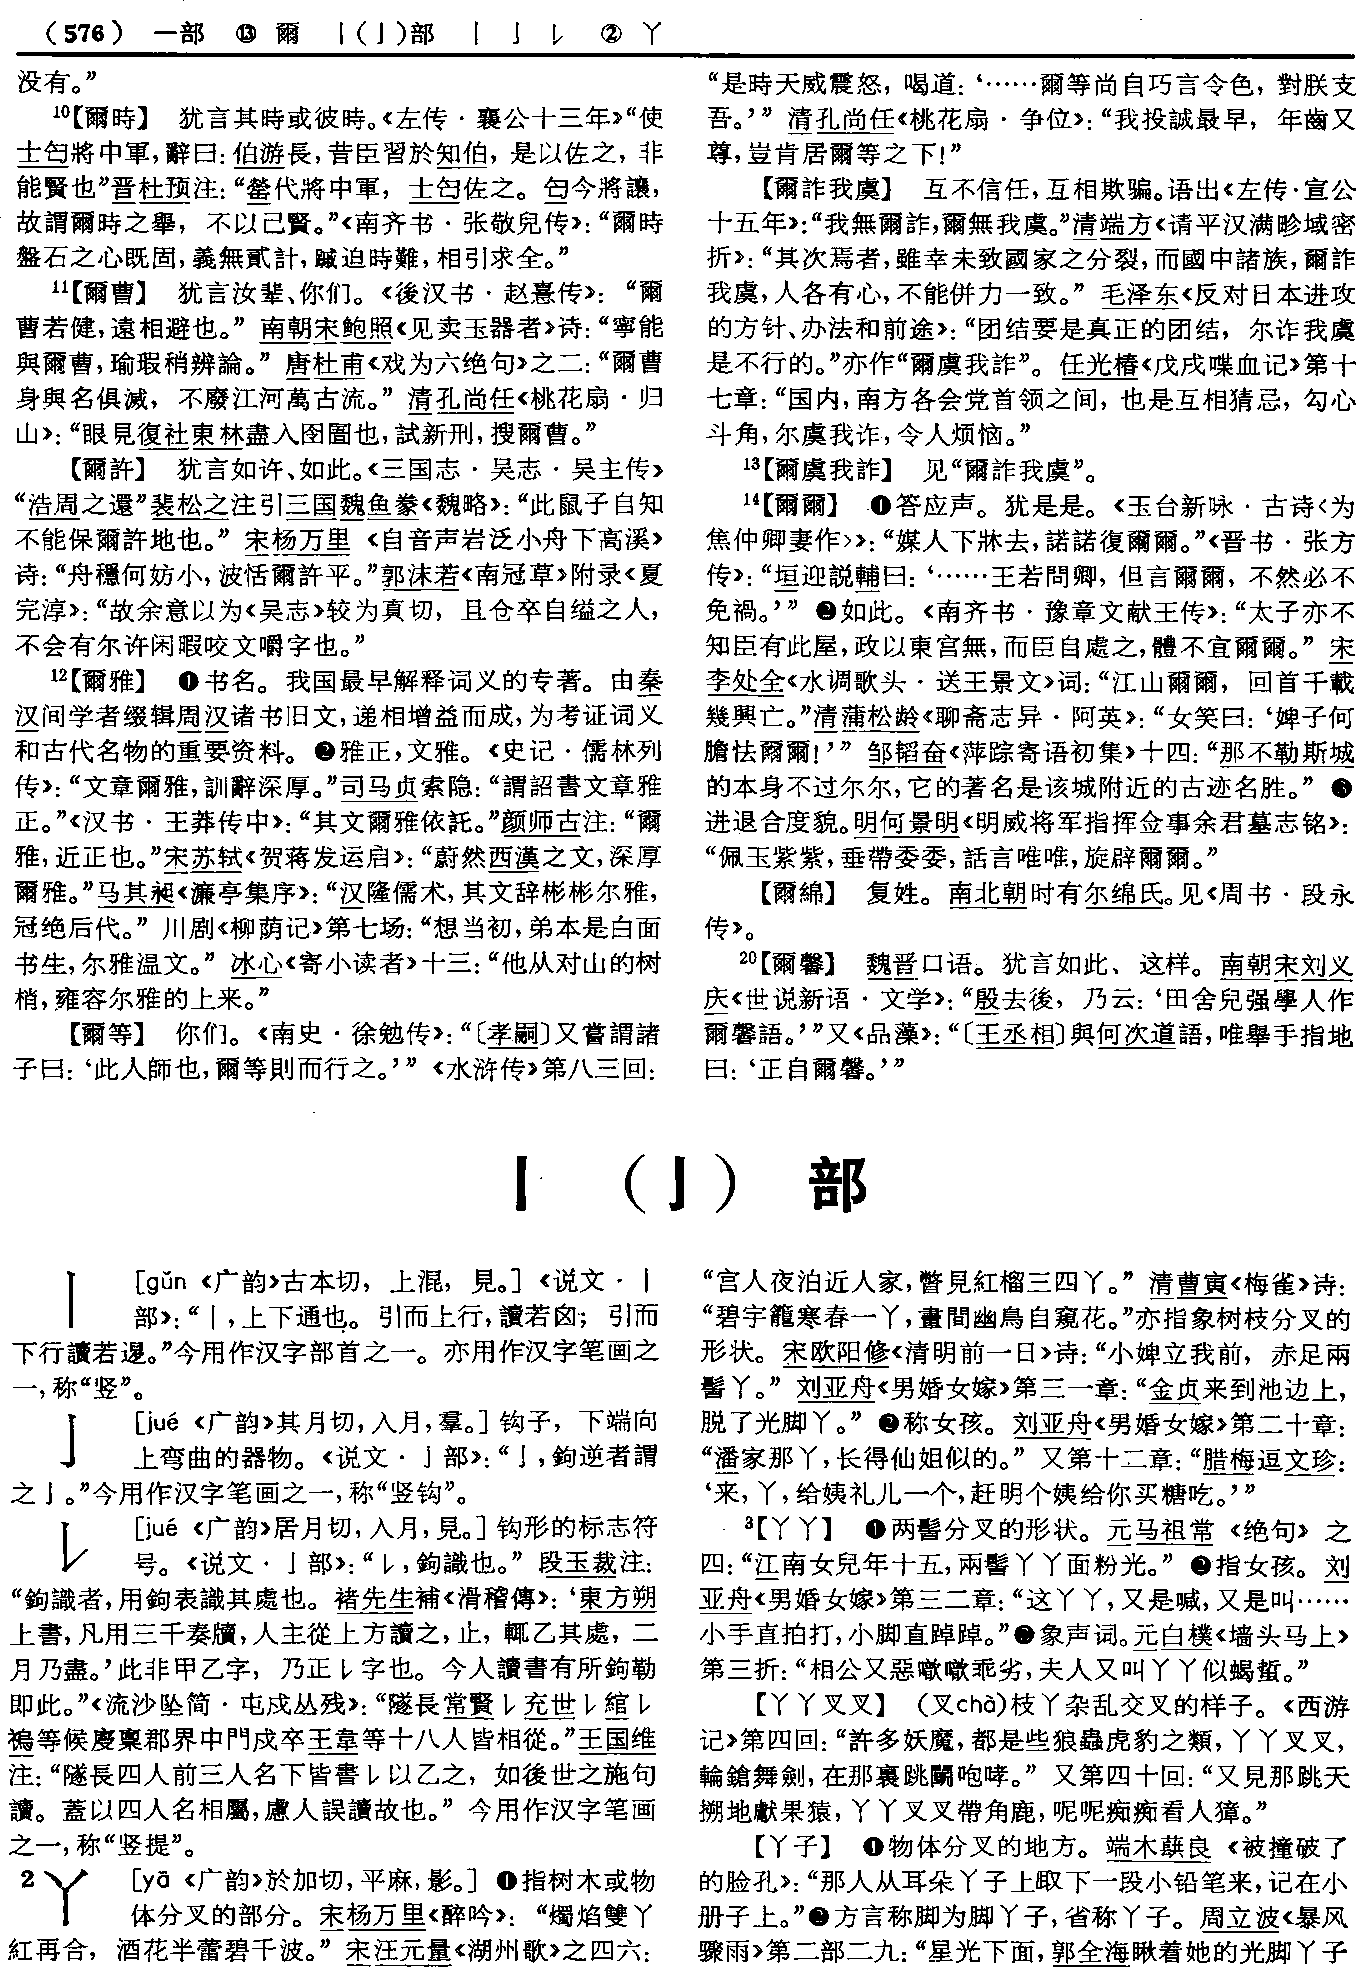 （576） 一部 ⑬ 爾 丨（亅）部 丨 亅 𠄌 ② 丫
没有。”
10【爾時】 犹言其時或彼時。《左传·襄公十三年》“使
士匄將中軍，辭曰：伯游長，昔臣習於知伯，是以佐之，非
能賢也”晋杜预注：“罃代將中軍，士匄佐之。匄今將讓，
故謂爾時之舉，不以己賢。”《南齐书·张敬兒传》：“爾時
盤石之心既固，義無貳計，䠞迫時難，相引求全。”
11【爾曹】 犹言汝辈、你们。《後汉书·赵憙传》：“爾
曹若健，遠相避也。”南朝宋鲍照《见卖玉器者》诗：“寧能
與爾曹，瑜瑕稍辨論。”唐杜甫《戏为六绝句》之二：“爾曹
身與名俱滅，不廢江河萬古流。”清孔尚任《桃花扇·归
山》：“眼見復社東林盡入囹圄也，試新刑，搜爾曹。”
【爾許】 犹言如许、如此。《三国志·吴志·吴主传》
“浩周之還”裴松之注引三国魏鱼豢《魏略》：“此鼠子自知
不能保爾許地也。”宋杨万里《自音声岩泛小舟下高溪》
诗：“舟穩何妨小，波恬爾許平。”郭沫若《南冠草》附录《夏
完淳》：“故余意以为《吴志》较为真切，且仓卒自缢之人，
不会有尔许闲暇咬文嚼字也。”
12【爾雅】 ❶书名。我国最早解释词义的专著。由秦
汉间学者缀辑周汉诸书旧文，递相增益而成，为考证词义
和古代名物的重要资料。❷雅正，文雅。《史记·儒林列
传》：“文章爾雅，訓辭深厚。”司马贞索隐：“謂詔書文章雅
正。”《汉书·王莽传中》：“其文爾雅依託。”颜师古注：“爾
雅，近正也。”宋苏轼《贺蒋发运启》：“蔚然西漢之文，深厚
爾雅。”马其昶《濂亭集序》：“汉隆儒术，其文辞彬彬尔雅，
冠绝后代。”川剧《柳荫记》第七场：“想当初，弟本是白面
书生，尔雅温文。”冰心《寄小读者》十三：“他从对山的树
梢，雍容尔雅的上来。”
【爾等】 你们。《南史·徐勉传》：“〔孝嗣〕又嘗謂諸
子曰：‘此人師也，爾等則而行之。’”《水浒传》第八三回：
“是時天威震怒，喝道：‘……爾等尚自巧言令色，對朕支
吾。’”清孔尚任《桃花扇·争位》：“我投誠最早，年齒又
尊，豈肯居爾等之下！”
【爾詐我虞】 互不信任，互相欺骗。语出《左传·宣公
十五年》：“我無爾詐，爾無我虞。”清端方《请平汉满畛域密
折》：“其次焉者，雖幸未致國家之分裂，而國中諸族，爾詐
我虞，人各有心，不能併力一致。”毛泽东《反对日本进攻
的方针、办法和前途》：“团结要是真正的团结，尔诈我虞
是不行的。”亦作“爾虞我詐”。任光椿《戊戌喋血记》第十
七章：“国内，南方各会党首领之间，也是互相猜忌，勾心
斗角，尔虞我诈，令人烦恼。”
13【爾虞我詐】 见“爾詐我虞”。
14【爾爾】 ❶答应声。犹是是。《玉台新咏·古诗〈为
焦仲卿妻作〉》：“媒人下牀去，諾諾復爾爾。”《晋书·张方
传》：“垣迎説輔曰：‘……王若問卿，但言爾爾，不然必不
免禍。’”❷如此。《南齐书·豫章文献王传》：“太子亦不
知臣有此屋，政以東宫無，而臣自處之，體不宜爾爾。”宋
李处全《水调歌头·送王景文》词：“江山爾爾，回首千載
幾興亡。”清蒲松龄《聊斋志异·阿英》：“女笑曰：‘婢子何
膽怯爾爾！’”邹韬奋《萍踪寄语初集》十四：“那不勒斯城
的本身不过尔尔，它的著名是该城附近的古迹名胜。”❸
进退合度貌。明何景明《明威将军指挥佥事余君墓志铭》：
“佩玉紫紫，垂帶委委，話言唯唯，旋辟爾爾。”
【爾綿】 复姓。南北朝时有尔绵氏。见《周书·段永
传》。
20【爾馨】 魏晋口语。犹言如此、这样。南朝宋刘义
庆《世说新语·文学》：“殷去後，乃云：‘田舍兒强學人作
爾馨語。’”又《品藻》：“〔王丞相〕與何次道語，唯舉手指地
曰：‘正自爾馨。’”
丨（亅）部
丨 ［gǔn《广韵》古本切，上混，見。］《说文·丨
部》：“丨，上下通也。引而上行，讀若囟；引而
下行讀若𨑦。”今用作汉字部首之一。亦用作汉字笔画之
一，称“竖”。
亅 ［jué《广韵》其月切，入月，羣。］钩子，下端向
上弯曲的器物。《说文·亅部》：“亅，鉤逆者謂
之亅。”今用作汉字笔画之一，称“竖钩”。
𠄌 ［jué《广韵》居月切，入月，見。］钩形的标志符
号。《说文·亅部》：“𠄌，鉤識也。”段玉裁注：
“鉤識者，用鉤表識其處也。褚先生補《滑稽傳》：‘東方朔
上書，凡用三千奏牘，人主從上方讀之，止，輒乙其處，二
月乃盡。’此非甲乙字，乃正𠄌字也。今人讀書有所鉤勒
即此。”《流沙坠简·屯戍丛残》：“隧長常賢𠄌充世𠄌綰𠄌
褐等候廋稟郡界中門戍卒王韋等十八人皆相從。”王国维
注：“隧長四人前三人名下皆書𠄌以乙之，如後世之施句
讀。蓋以四人名相屬，慮人誤讀故也。”今用作汉字笔画
之一，称“竖提”。
2丫 ［yā《广韵》於加切，平麻，影。］❶指树木或物
体分叉的部分。宋杨万里《醉吟》：“燭焰雙丫
紅再合，酒花半蕾碧千波。”宋汪元量《湖州歌》之四六：
“宫人夜泊近人家，瞥見紅榴三四丫。”清曹寅《梅雀》诗：
“碧宇籠寒春一丫，晝間幽鳥自窺花。”亦指象树枝分叉的
形状。宋欧阳修《清明前一日》诗：“小婢立我前，赤足兩
髻丫。”刘亚舟《男婚女嫁》第三一章：“金贞来到池边上，
脱了光脚丫。”❷称女孩。刘亚舟《男婚女嫁》第二十章：
“潘家那丫，长得仙姐似的。”又第十二章：“腊梅逗文珍：
‘来，丫，给姨礼儿一个，赶明个姨给你买糖吃。’”
3【丫丫】 ❶两髻分叉的形状。元马祖常《绝句》之
四：“江南女兒年十五，兩髻丫丫面粉光。”❷指女孩。刘
亚舟《男婚女嫁》第三二章：“这丫丫，又是喊，又是叫……
小手直拍打，小脚直跺跺。”❸象声词。元白樸《墙头马上》
第三折：“相公又惡噷噷乖劣，夫人又叫丫丫似蝎蜇。”
【丫丫叉叉】 （叉chà）枝丫杂乱交叉的样子。《西游
记》第四回：“許多妖魔，都是些狼蟲虎豹之類，丫丫叉叉，
輪鎗舞劍，在那裏跳鬭咆哮。”又第四十回：“又見那跳天
搠地獻果猿，丫丫叉叉帶角鹿，呢呢痴痴看人獐。”
【丫子】 ❶物体分叉的地方。端木蕻良《被撞破了
的脸孔》：“那人从耳朵丫子上取下一段小铅笔来，记在小
册子上。”❷方言称脚为脚丫子，省称丫子。周立波《暴风
骤雨》第二部二九：“星光下面，郭全海瞅着她的光脚丫子